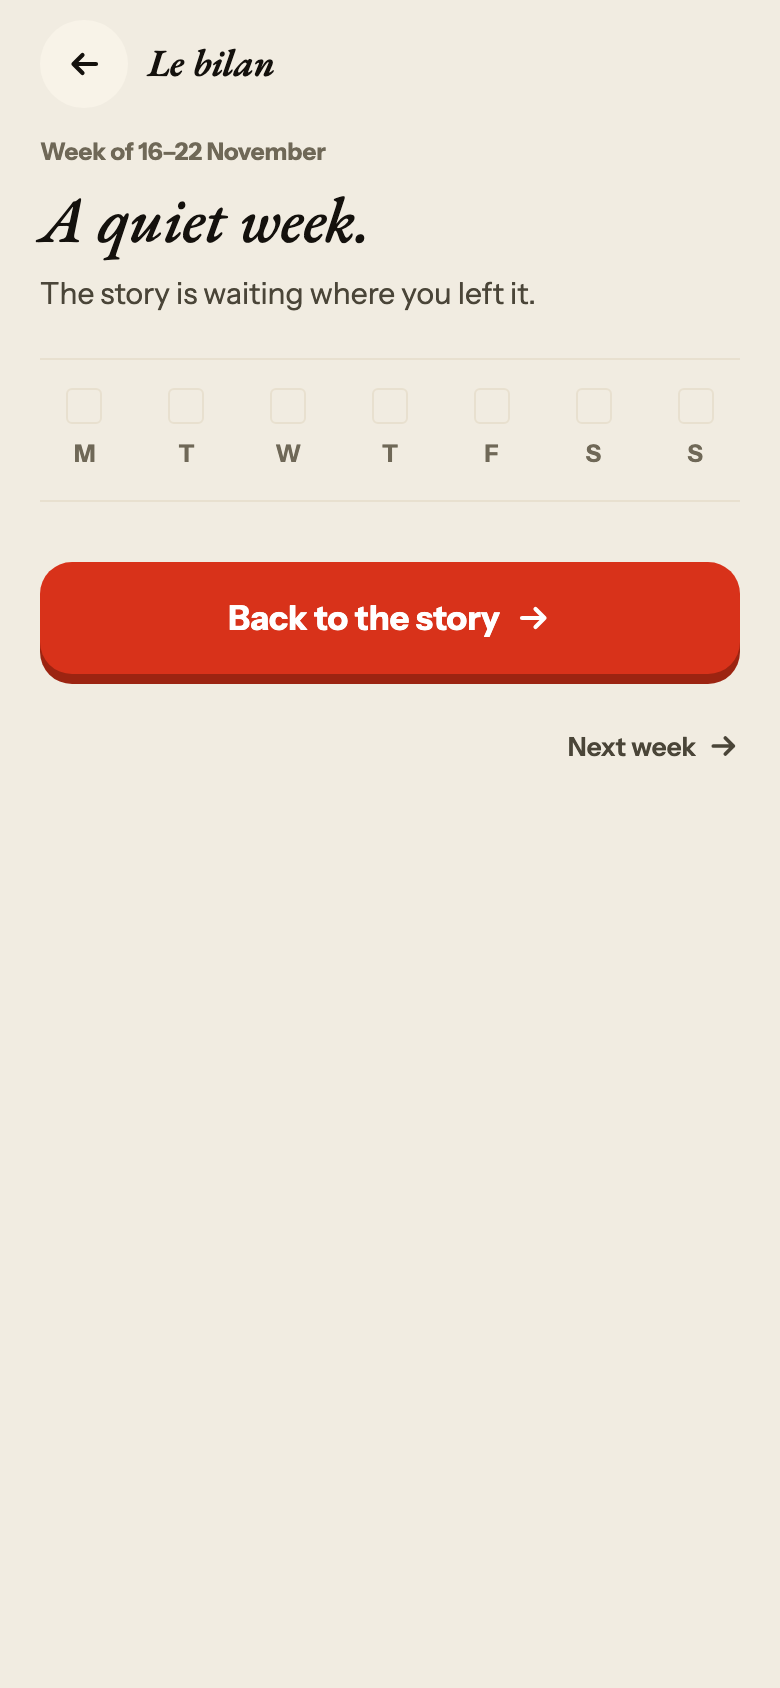 Le bilan
Week of 16–22 November
A quiet week.
The story is waiting where you left it.
M T W T F S S
Back to the story →
Next week →